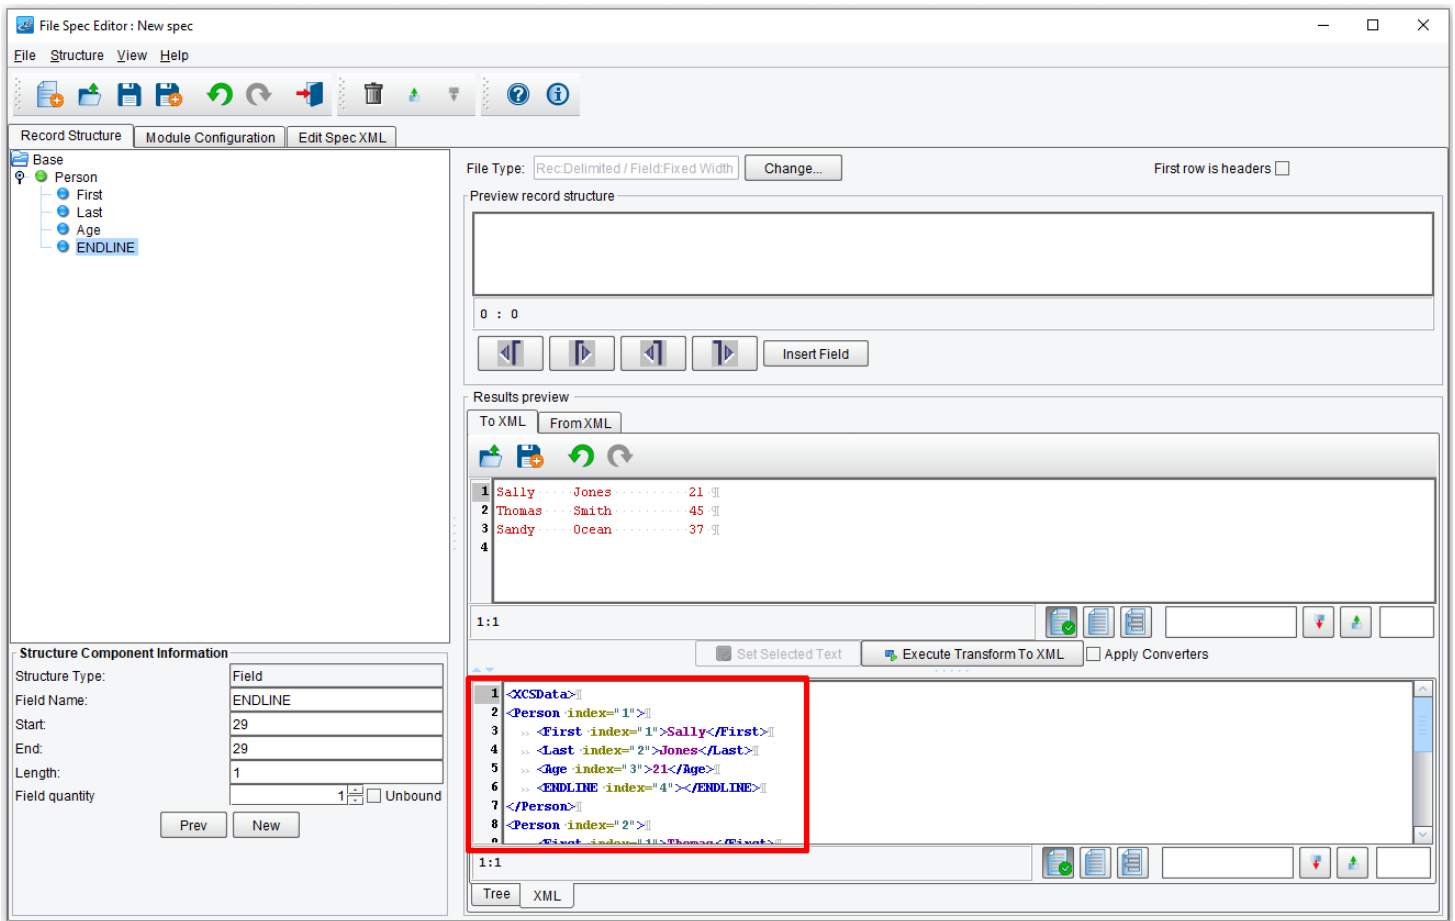 File Spec Editor : New spec
File Structure View Help
Record Structure Module Configuration Edit Spec XML
Base
Person
First
Last
Age
ENDLINE
Structure Component Information
Structure Type: Field
Field Name: ENDLINE
Start: 29
End: 29
Length: 1
Field quantity 1 Unbound
Prev New
File Type: Rec:Delimited / Field:Fixed Width Change... First row is headers
Preview record structure
0 : 0
Insert Field
Results preview
To XML From XML
1 Sally Jones 21
2 Thomas Smith 45
3 Sandy Ocean 37
4
1:1
Set Selected Text Execute Transform To XML Apply Converters
1 <XCSData>
2 <Person index="1">
3 <First index="1">Sally</First>
4 <Last index="2">Jones</Last>
5 <Age index="3">21</Age>
6 <ENDLINE index="4"></ENDLINE>
7 </Person>
8 <Person index="2">
9 <First index="1">Thomas</First>
1:1
Tree XML